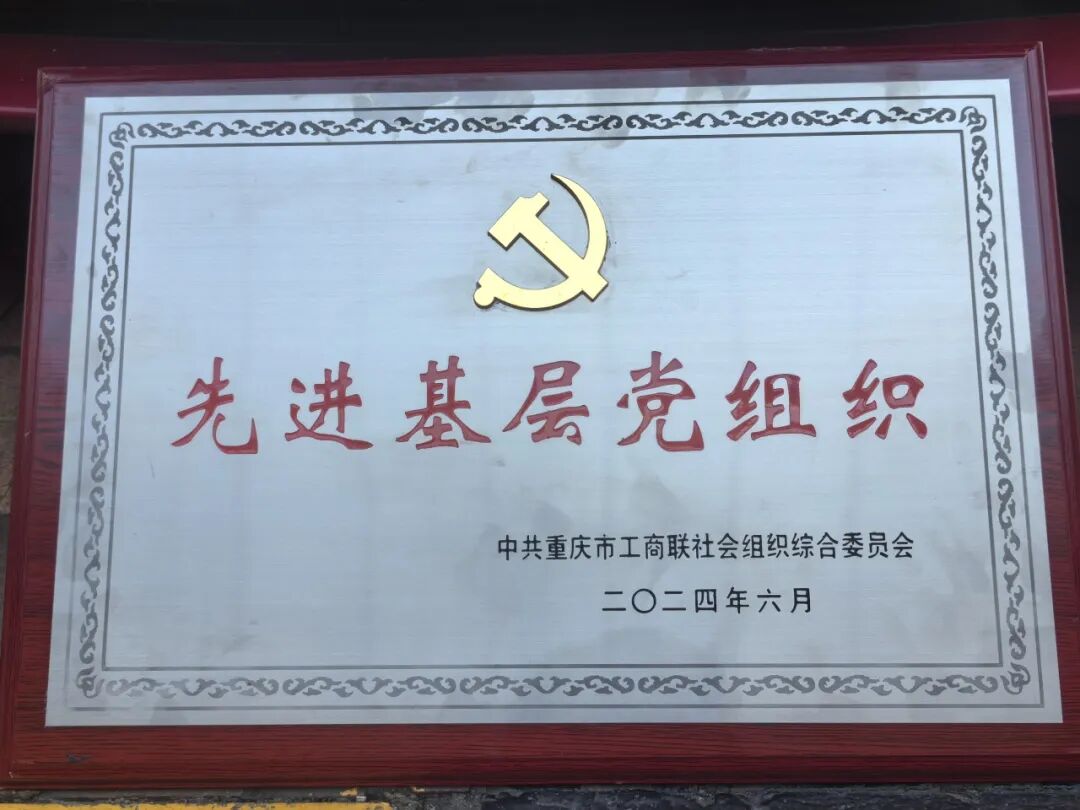 先进基层党组织
中共重庆市工商联社会组织综合委员会
二〇二四年六月